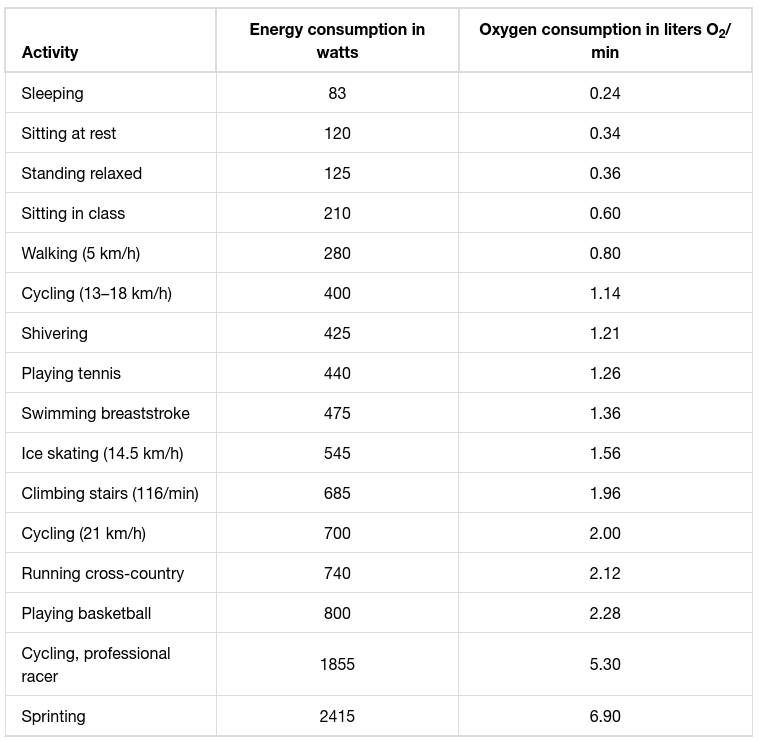 Activity
Energy consumption in
watts
Oxygen consumption in liters O₂/
min
Sleeping 83 0.24
Sitting at rest 120 0.34
Standing relaxed 125 0.36
Sitting in class 210 0.60
Walking (5 km/h) 280 0.80
Cycling (13–18 km/h) 400 1.14
Shivering 425 1.21
Playing tennis 440 1.26
Swimming breaststroke 475 1.36
Ice skating (14.5 km/h) 545 1.56
Climbing stairs (116/min) 685 1.96
Cycling (21 km/h) 700 2.00
Running cross-country 740 2.12
Playing basketball 800 2.28
Cycling, professional
racer 1855 5.30
Sprinting 2415 6.90